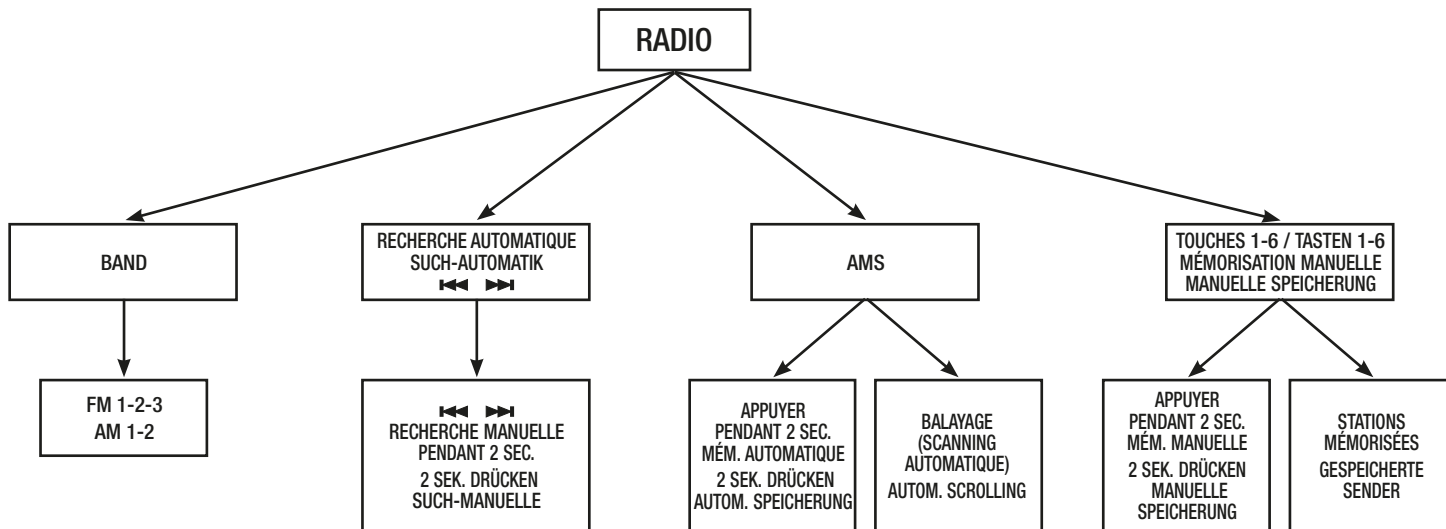 RADIO
BAND
RECHERCHE AUTOMATIQUE
SUCH-AUTOMATIK
AMS
TOUCHES 1-6 / TASTEN 1-6
MÉMORISATION MANUELLE
MANUELLE SPEICHERUNG
FM 1-2-3
AM 1-2
RECHERCHE MANUELLE
PENDANT 2 SEC.
2 SEK. DRÜCKEN
SUCH-MANUELLE
APPUYER
PENDANT 2 SEC.
MÉM. AUTOMATIQUE
2 SEK. DRÜCKEN
AUTOM. SPEICHERUNG
BALAYAGE
(SCANNING
AUTOMATIQUE)
AUTOM. SCROLLING
APPUYER
PENDANT 2 SEC.
MÉM. MANUELLE
2 SEK. DRÜCKEN
MANUELLE
SPEICHERUNG
STATIONS
MÉMORISÉES
GESPEICHERTE
SENDER